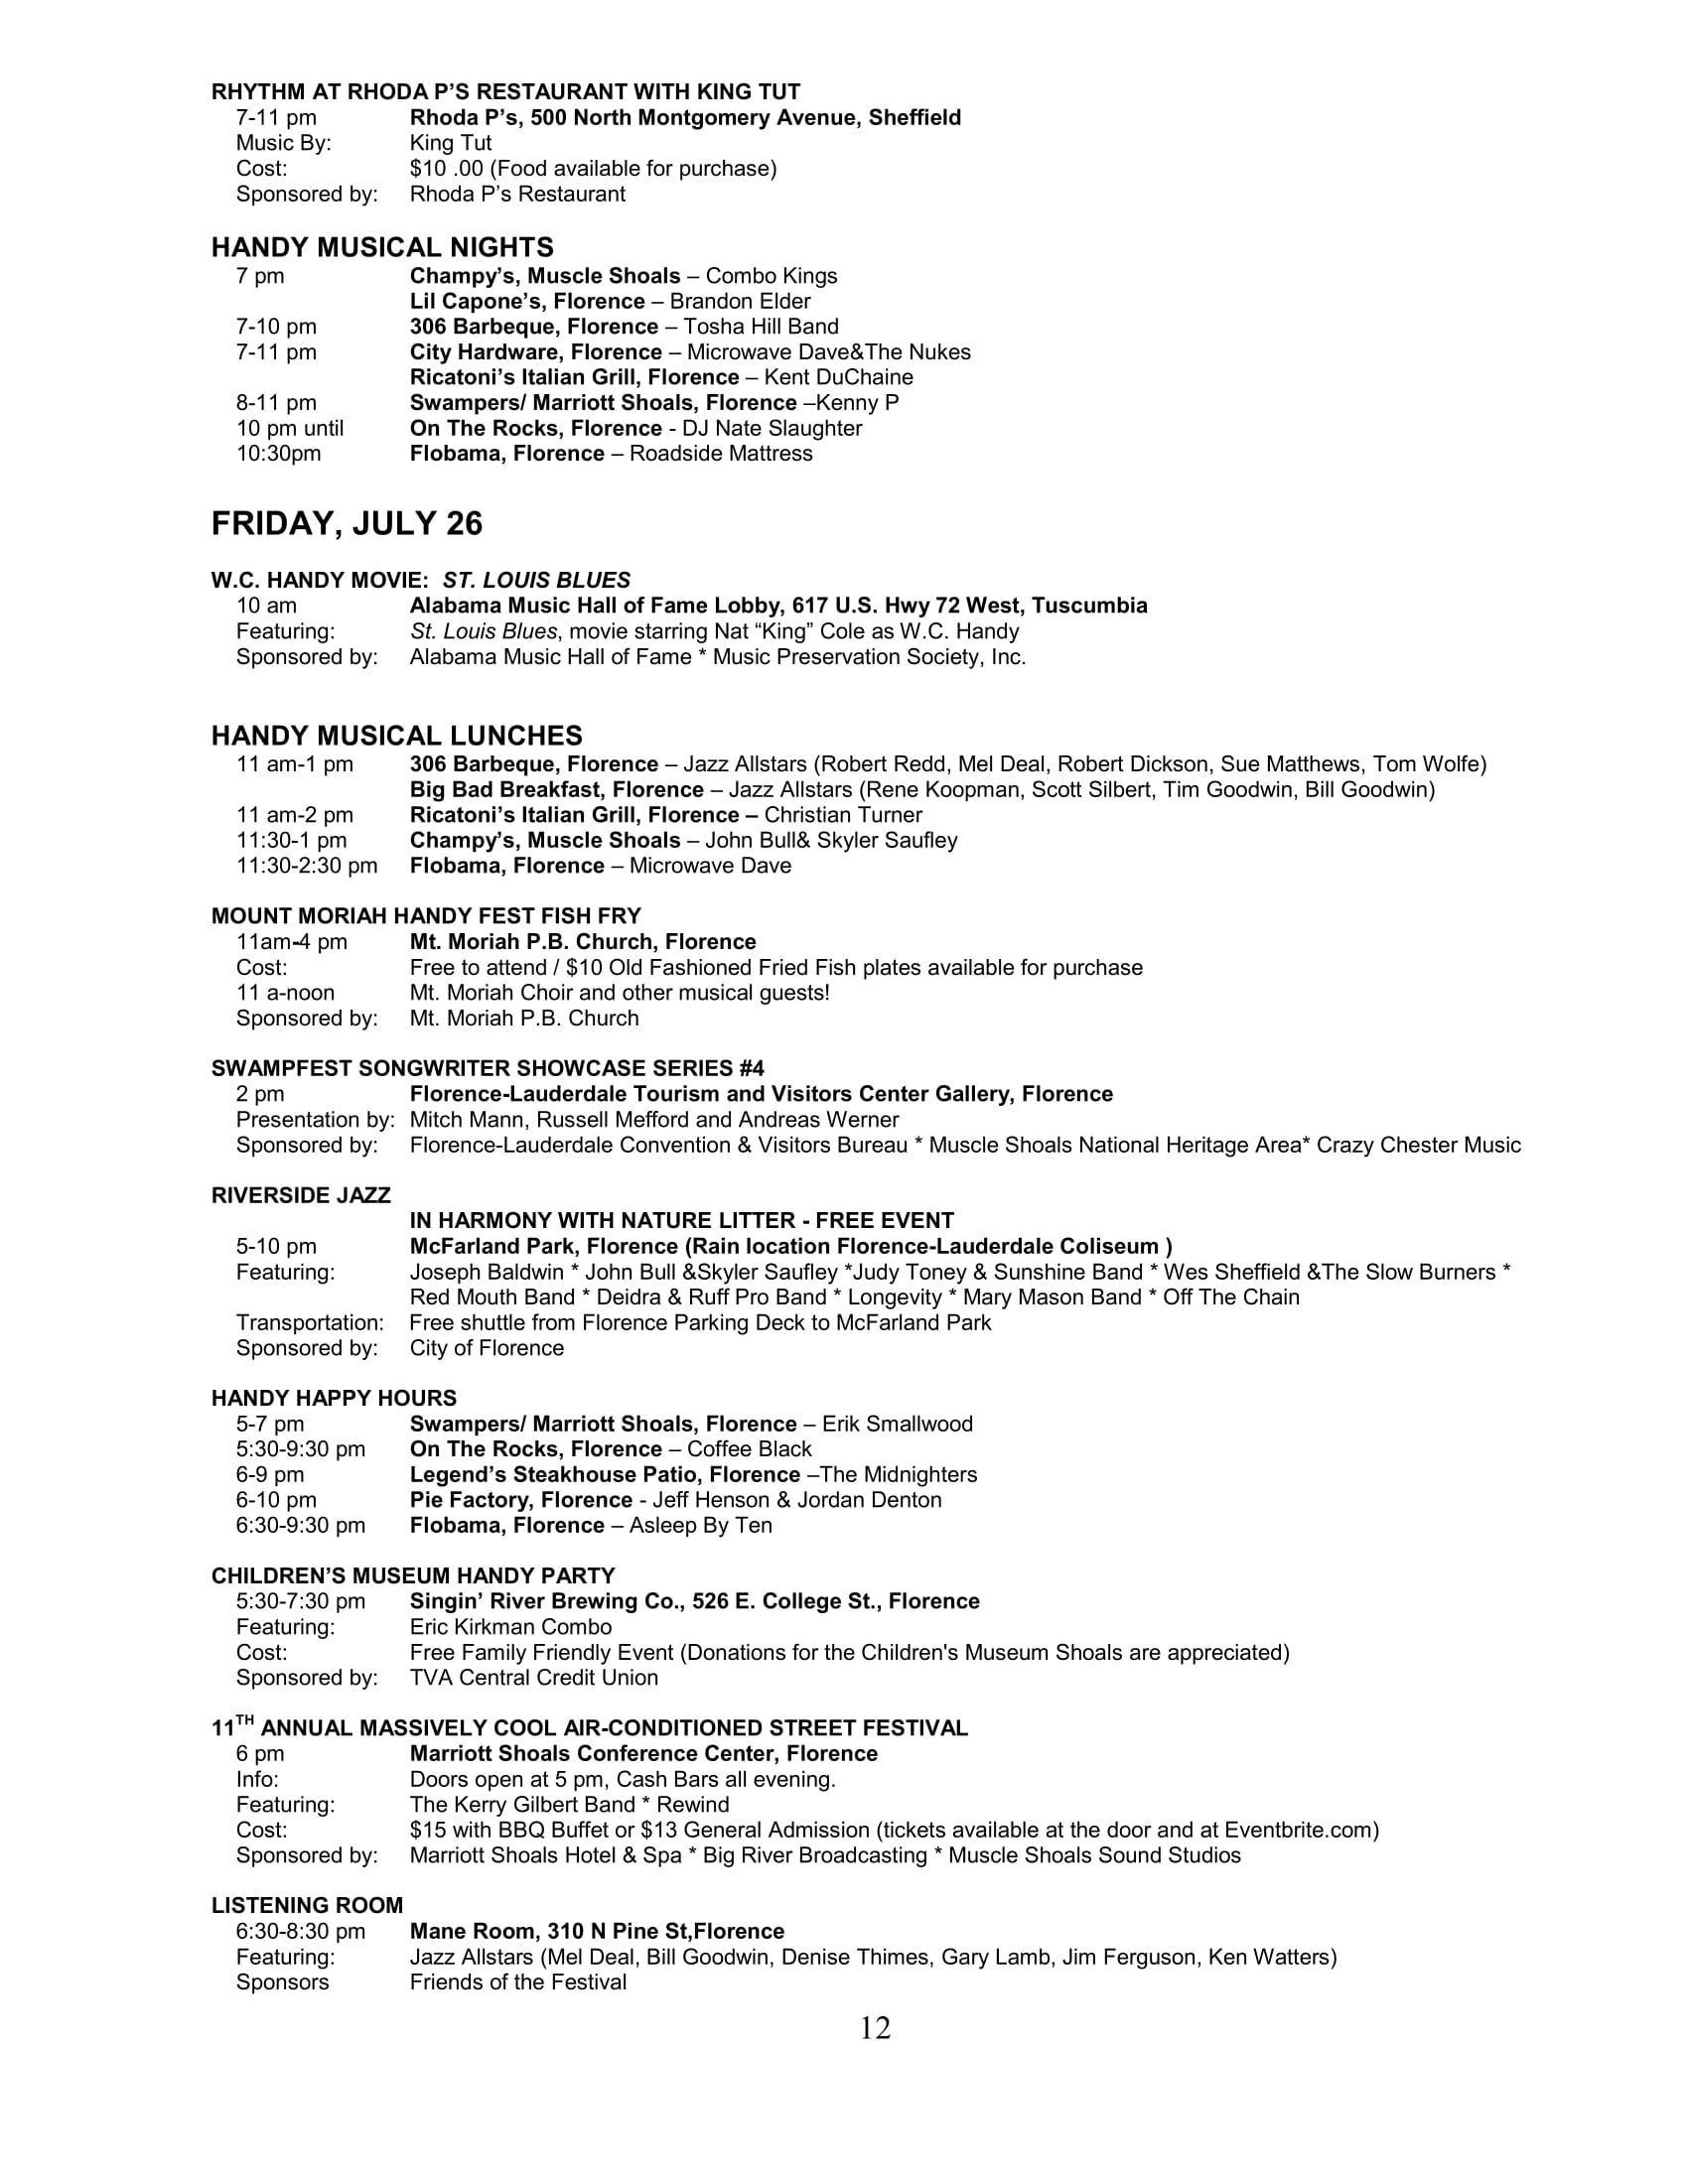 RHYTHM AT RHODA P’S RESTAURANT WITH KING TUT
7-11 pm Rhoda P’s, 500 North Montgomery Avenue, Sheffield
Music By: King Tut
Cost: $10 .00 (Food available for purchase)
Sponsored by: Rhoda P’s Restaurant
HANDY MUSICAL NIGHTS
7 pm Champy’s, Muscle Shoals – Combo Kings
Lil Capone’s, Florence – Brandon Elder
7-10 pm 306 Barbeque, Florence – Tosha Hill Band
7-11 pm City Hardware, Florence – Microwave Dave&The Nukes
Ricatoni’s Italian Grill, Florence – Kent DuChaine
8-11 pm Swampers/ Marriott Shoals, Florence –Kenny P
10 pm until On The Rocks, Florence - DJ Nate Slaughter
10:30pm Flobama, Florence – Roadside Mattress
FRIDAY, JULY 26
W.C. HANDY MOVIE: ST. LOUIS BLUES
10 am Alabama Music Hall of Fame Lobby, 617 U.S. Hwy 72 West, Tuscumbia
Featuring: St. Louis Blues, movie starring Nat “King” Cole as W.C. Handy
Sponsored by: Alabama Music Hall of Fame * Music Preservation Society, Inc.
HANDY MUSICAL LUNCHES
11 am-1 pm 306 Barbeque, Florence – Jazz Allstars (Robert Redd, Mel Deal, Robert Dickson, Sue Matthews, Tom Wolfe)
Big Bad Breakfast, Florence – Jazz Allstars (Rene Koopman, Scott Silbert, Tim Goodwin, Bill Goodwin)
11 am-2 pm Ricatoni’s Italian Grill, Florence – Christian Turner
11:30-1 pm Champy’s, Muscle Shoals – John Bull& Skyler Saufley
11:30-2:30 pm Flobama, Florence – Microwave Dave
MOUNT MORIAH HANDY FEST FISH FRY
11am-4 pm Mt. Moriah P.B. Church, Florence
Cost: Free to attend / $10 Old Fashioned Fried Fish plates available for purchase
11 a-noon Mt. Moriah Choir and other musical guests!
Sponsored by: Mt. Moriah P.B. Church
SWAMPFEST SONGWRITER SHOWCASE SERIES #4
2 pm Florence-Lauderdale Tourism and Visitors Center Gallery, Florence
Presentation by: Mitch Mann, Russell Mefford and Andreas Werner
Sponsored by: Florence-Lauderdale Convention & Visitors Bureau * Muscle Shoals National Heritage Area* Crazy Chester Music
RIVERSIDE JAZZ
IN HARMONY WITH NATURE LITTER - FREE EVENT
5-10 pm McFarland Park, Florence (Rain location Florence-Lauderdale Coliseum )
Featuring: Joseph Baldwin * John Bull &Skyler Saufley *Judy Toney & Sunshine Band * Wes Sheffield &The Slow Burners *
Red Mouth Band * Deidra & Ruff Pro Band * Longevity * Mary Mason Band * Off The Chain
Transportation: Free shuttle from Florence Parking Deck to McFarland Park
Sponsored by: City of Florence
HANDY HAPPY HOURS
5-7 pm Swampers/ Marriott Shoals, Florence – Erik Smallwood
5:30-9:30 pm On The Rocks, Florence – Coffee Black
6-9 pm Legend’s Steakhouse Patio, Florence –The Midnighters
6-10 pm Pie Factory, Florence - Jeff Henson & Jordan Denton
6:30-9:30 pm Flobama, Florence – Asleep By Ten
CHILDREN’S MUSEUM HANDY PARTY
5:30-7:30 pm Singin’ River Brewing Co., 526 E. College St., Florence
Featuring: Eric Kirkman Combo
Cost: Free Family Friendly Event (Donations for the Children's Museum Shoals are appreciated)
Sponsored by: TVA Central Credit Union
11TH ANNUAL MASSIVELY COOL AIR-CONDITIONED STREET FESTIVAL
6 pm Marriott Shoals Conference Center, Florence
Info: Doors open at 5 pm, Cash Bars all evening.
Featuring: The Kerry Gilbert Band * Rewind
Cost: $15 with BBQ Buffet or $13 General Admission (tickets available at the door and at Eventbrite.com)
Sponsored by: Marriott Shoals Hotel & Spa * Big River Broadcasting * Muscle Shoals Sound Studios
LISTENING ROOM
6:30-8:30 pm Mane Room, 310 N Pine St,Florence
Featuring: Jazz Allstars (Mel Deal, Bill Goodwin, Denise Thimes, Gary Lamb, Jim Ferguson, Ken Watters)
Sponsors Friends of the Festival
12